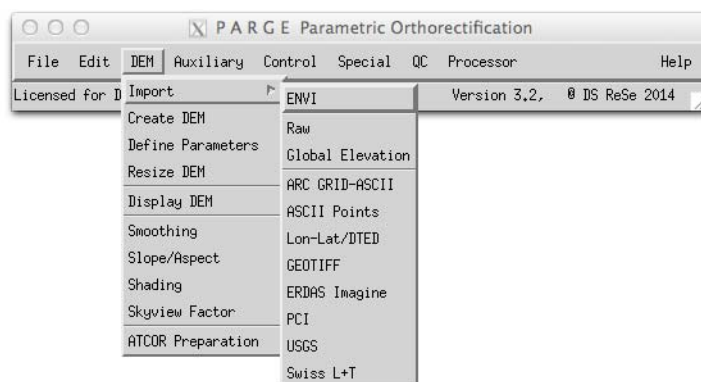 X P A R G E Parametric Orthorectification
File Edit DEM Auxiliary Control Special QC Processor Help
Licensed for D
Version 3.2, @ DS ReSe 2014
Import
Create DEM
Define Parameters
Resize DEM
Display DEM
Smoothing
Slope/Aspect
Shading
Skyview Factor
ATCOR Preparation
ENVI
Raw
Global Elevation
ARC GRID-ASCII
ASCII Points
Lon-Lat/DTED
GEOTIFF
ERDAS Imagine
PCI
USGS
Swiss L+T